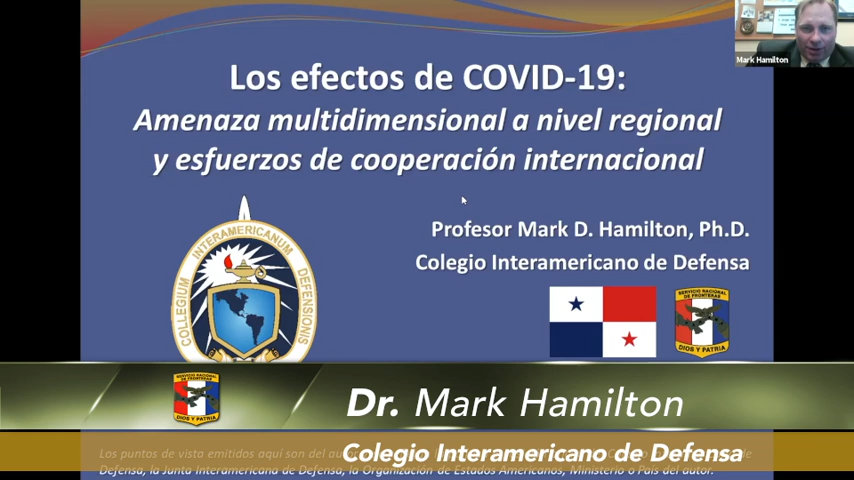 Mark Hamilton
Los efectos de COVID-19:
Amenaza multidimensional a nivel regional
y esfuerzos de cooperación internacional
Profesor Mark D. Hamilton, Ph.D.
Colegio Interamericano de Defensa
COLLEGIUM INTERAMERICANUM DEFENSIONIS
SERVICIO NACIONAL
DE FRONTERAS
DIOS Y PATRIA
Dr. Mark Hamilton
Colegio Interamericano de Defensa
Los puntos de vista emitidos aquí son del
Defensa, la Junta Interamericana de Defensa, la Organización de Estados Americanos, Ministerio o País del autor.